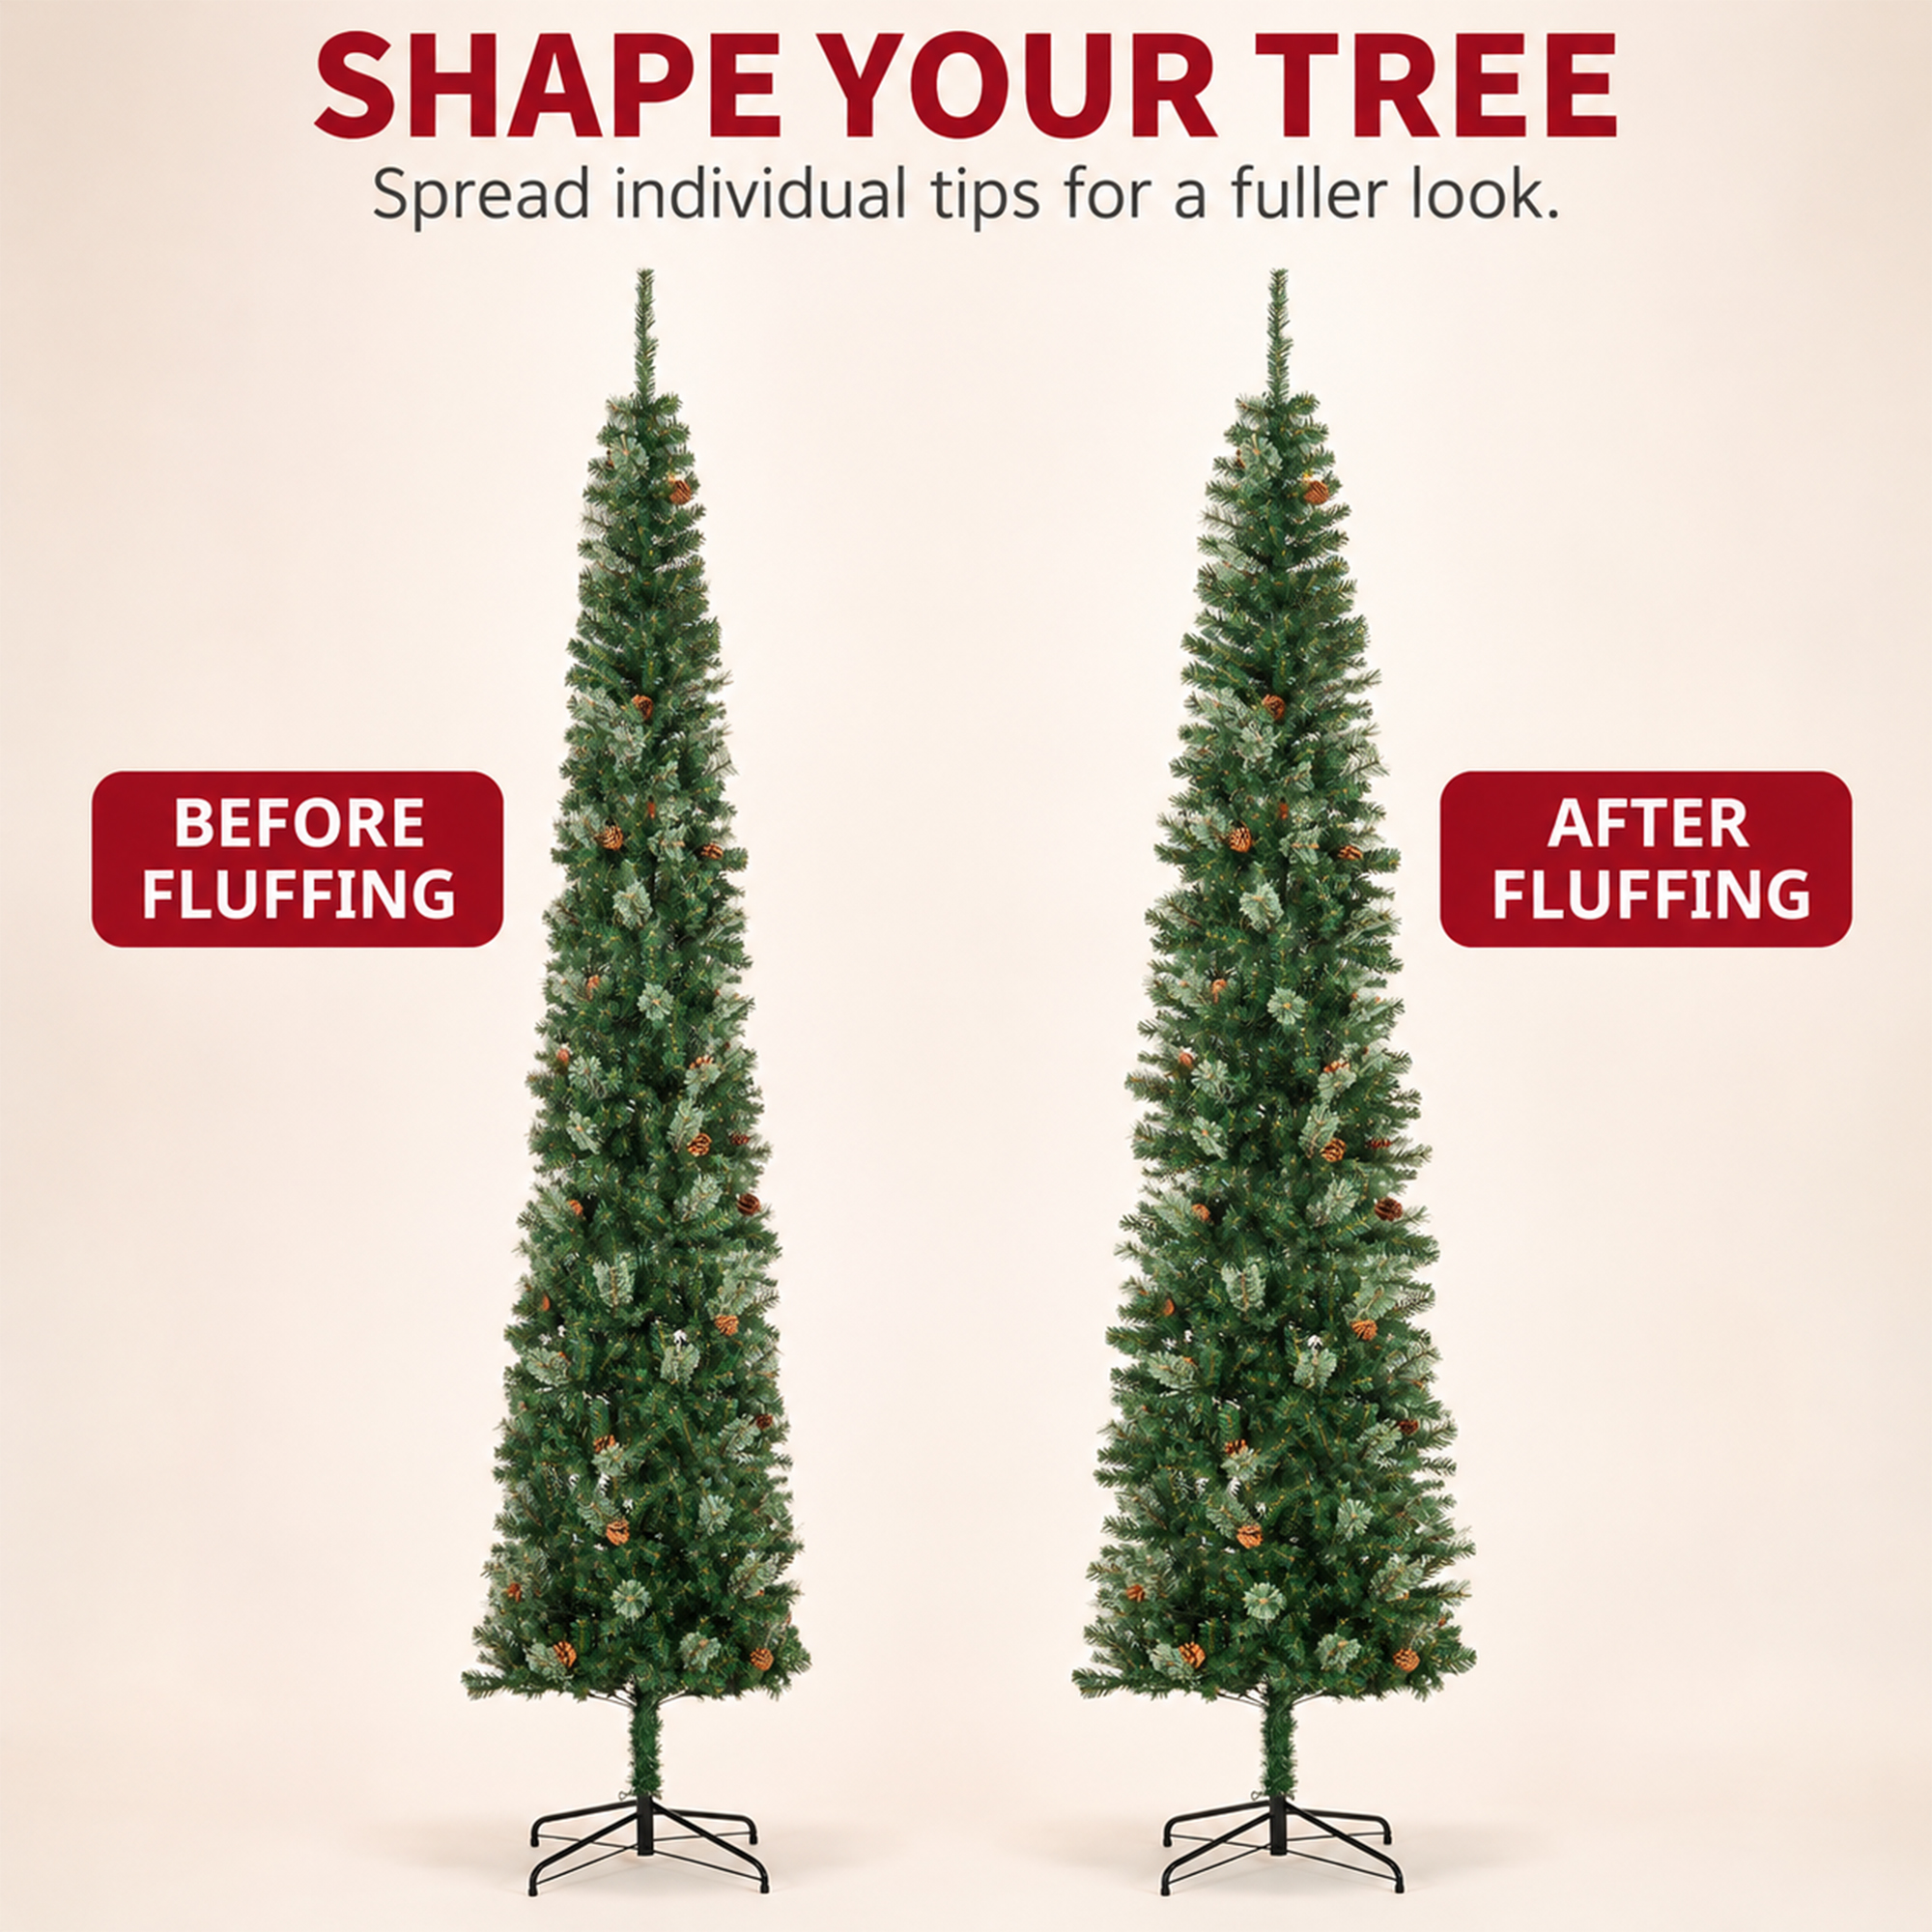 SHAPE YOUR TREE
Spread individual tips for a fuller look.
BEFORE
FLUFFING
AFTER
FLUFFING